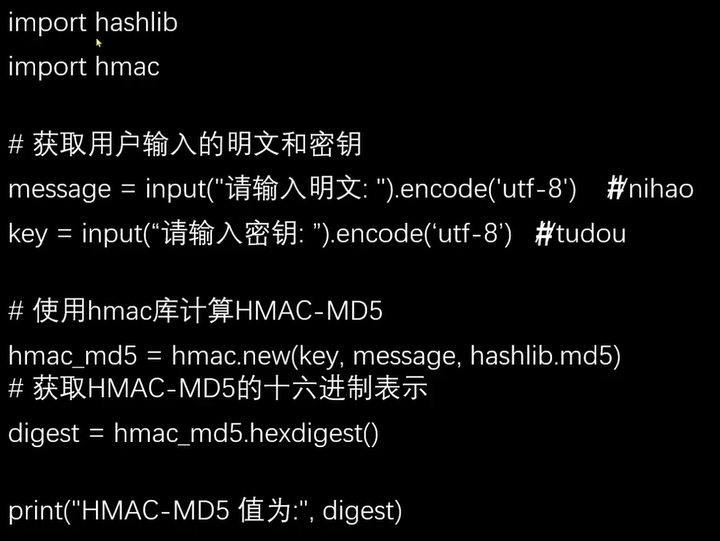 import hashlib
import hmac
# 获取用户输入的明文和密钥
message = input("请输入明文: ").encode('utf-8') #nihao
key = input(“请输入密钥: ”).encode(‘utf-8’) #tudou
# 使用hmac库计算HMAC-MD5
hmac_md5 = hmac.new(key, message, hashlib.md5)
# 获取HMAC-MD5的十六进制表示
digest = hmac_md5.hexdigest()
print("HMAC-MD5 值为:", digest)